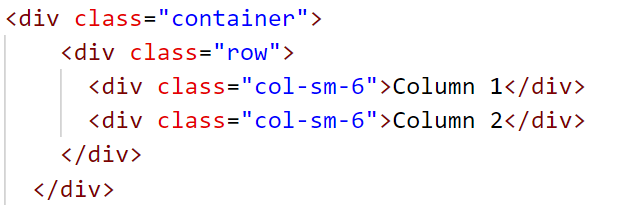 <div class="container">
    <div class="row">
      <div class="col-sm-6">Column 1</div>
      <div class="col-sm-6">Column 2</div>
    </div>
  </div>